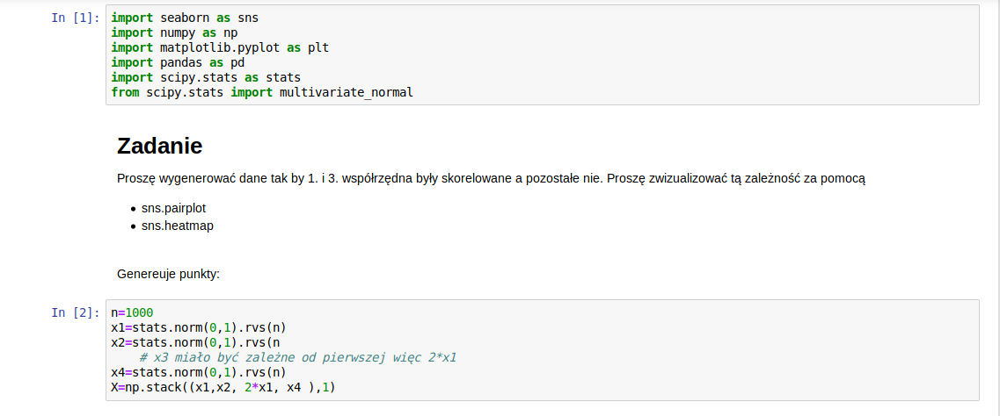 In [1]: import seaborn as sns
import numpy as np
import matplotlib.pyplot as plt
import pandas as pd
import scipy.stats as stats
from scipy.stats import multivariate_normal
Zadanie
Proszę wygenerować dane tak by 1. i 3. współrzędna były skorelowane a pozostałe nie. Proszę zwizualizować tą zależność za pomocą
• sns.pairplot
• sns.heatmap
Genereuje punkty:
In [2]: n=1000
x1=stats.norm(0,1).rvs(n)
x2=stats.norm(0,1).rvs(n
# x3 miało być zależne od pierwszej więc 2*x1
x4=stats.norm(0,1).rvs(n)
X=np.stack((x1,x2, 2*x1, x4 ),1)